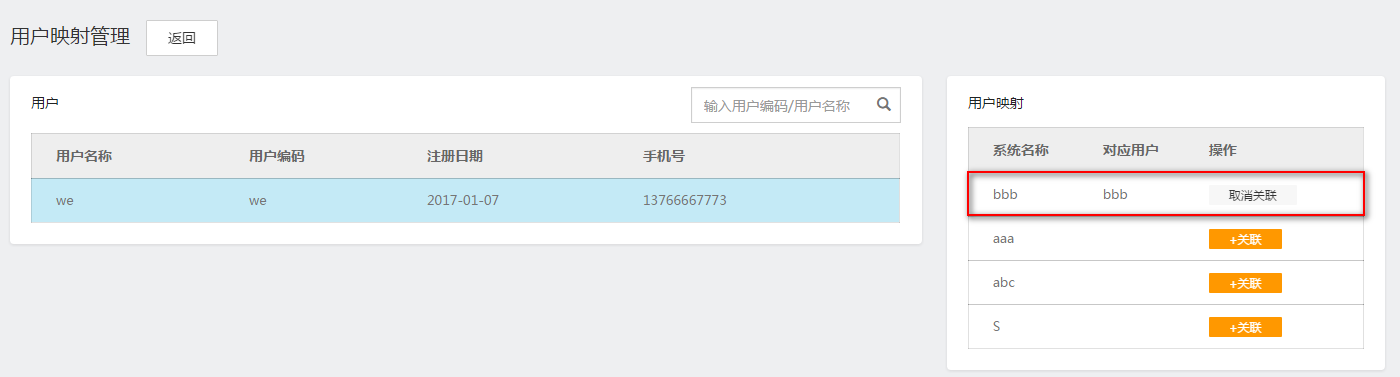 用户映射管理 返回
用户 输入用户编码/用户名称
用户名称 用户编码 注册日期 手机号
we we 2017-01-07 13766667773
用户映射
系统名称 对应用户 操作
bbb bbb 取消关联
aaa +关联
abc +关联
S +关联